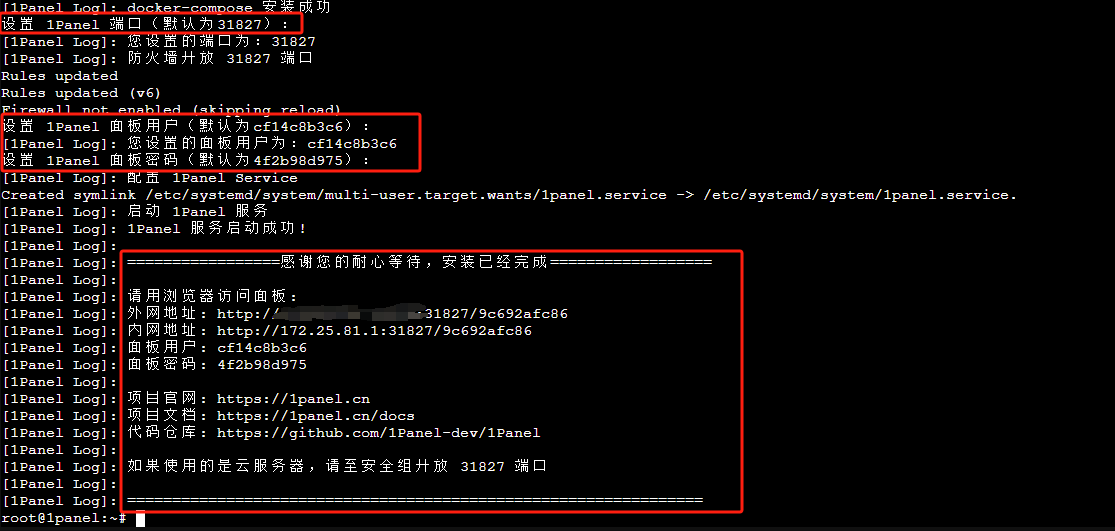 [1Panel Log]: docker-compose 安装成功
设置 1Panel 端口（默认为31827）：
[1Panel Log]: 您设置的端口为：31827
[1Panel Log]: 防火墙开放 31827 端口
Rules updated
Rules updated (v6)
Firewall not enabled (skipping reload)
设置 1Panel 面板用户（默认为cf14c8b3c6）：
[1Panel Log]: 您设置的面板用户为：cf14c8b3c6
设置 1Panel 面板密码（默认为4f2b98d975）：
[1Panel Log]: 配置 1Panel Service
Created symlink /etc/systemd/system/multi-user.target.wants/1panel.service -> /etc/systemd/system/1panel.service.
[1Panel Log]: 启动 1Panel 服务
[1Panel Log]: 1Panel 服务启动成功！
[1Panel Log]:
[1Panel Log]: =================感谢您的耐心等待，安装已经完成==================
[1Panel Log]:
[1Panel Log]: 请用浏览器访问面板：
[1Panel Log]: 外网地址: http://:31827/9c692afc86
[1Panel Log]: 内网地址: http://172.25.81.1:31827/9c692afc86
[1Panel Log]: 面板用户: cf14c8b3c6
[1Panel Log]: 面板密码: 4f2b98d975
[1Panel Log]:
[1Panel Log]: 项目官网: https://1panel.cn
[1Panel Log]: 项目文档: https://1panel.cn/docs
[1Panel Log]: 代码仓库: https://github.com/1Panel-dev/1Panel
[1Panel Log]:
[1Panel Log]: 如果使用的是云服务器，请至安全组开放 31827 端口
[1Panel Log]:
[1Panel Log]: ================================================================
root@1panel:~#